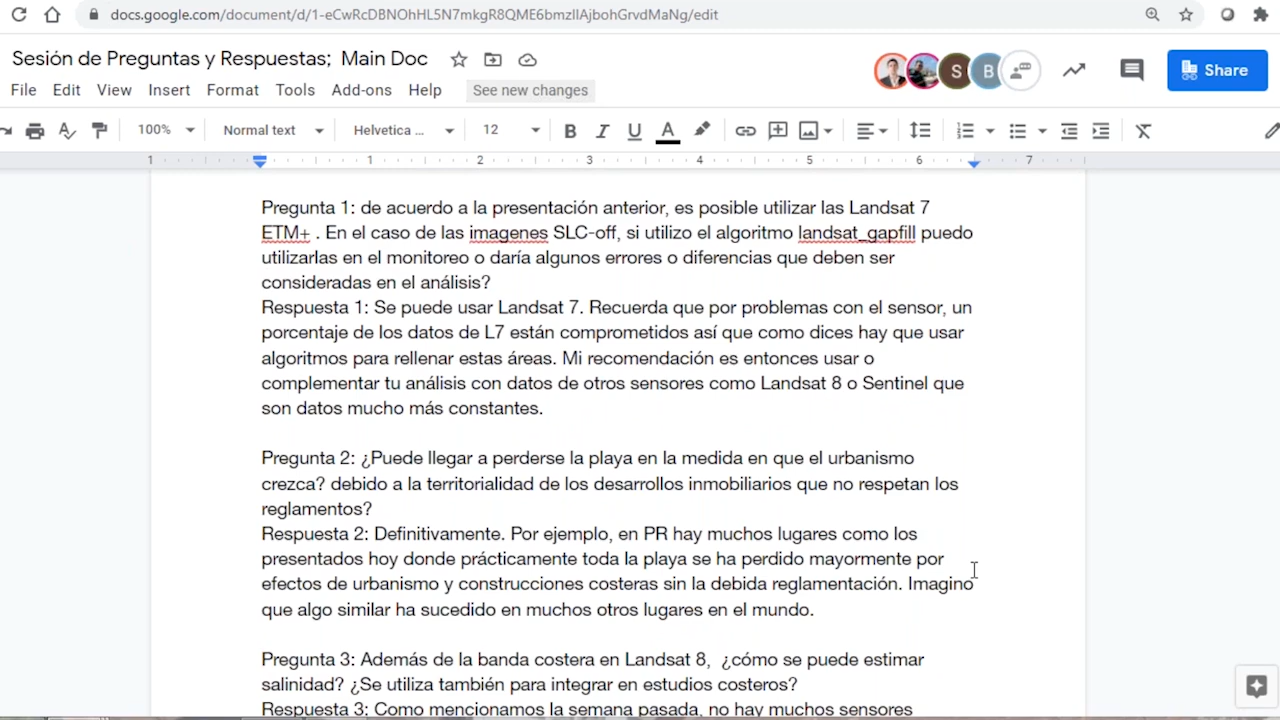 docs.google.com/document/d/1-eCwRcDBNOhHL5N7mkgR8QME6bmzlIAjbohGrvdMaNg/edit
Sesión de Preguntas y Respuestas; Main Doc
S B
Share
File Edit View Insert Format Tools Add-ons Help See new changes
100% Normal text Helvetica ... 12 B I U A
1 1 2 3 4 5 6 7
Pregunta 1: de acuerdo a la presentación anterior, es posible utilizar las Landsat 7
ETM+ . En el caso de las imagenes SLC-off, si utilizo el algoritmo landsat_gapfill puedo
utilizarlas en el monitoreo o daría algunos errores o diferencias que deben ser
consideradas en el análisis?
Respuesta 1: Se puede usar Landsat 7. Recuerda que por problemas con el sensor, un
porcentaje de los datos de L7 están comprometidos así que como dices hay que usar
algoritmos para rellenar estas áreas. Mi recomendación es entonces usar o
complementar tu análisis con datos de otros sensores como Landsat 8 o Sentinel que
son datos mucho más constantes.
Pregunta 2: ¿Puede llegar a perderse la playa en la medida en que el urbanismo
crezca? debido a la territorialidad de los desarrollos inmobiliarios que no respetan los
reglamentos?
Respuesta 2: Definitivamente. Por ejemplo, en PR hay muchos lugares como los
presentados hoy donde prácticamente toda la playa se ha perdido mayormente por
efectos de urbanismo y construcciones costeras sin la debida reglamentación. Imagino
que algo similar ha sucedido en muchos otros lugares en el mundo.
Pregunta 3: Además de la banda costera en Landsat 8, ¿cómo se puede estimar
salinidad? ¿Se utiliza también para integrar en estudios costeros?
Respuesta 3: Como mencionamos la semana pasada, no hay muchos sensores